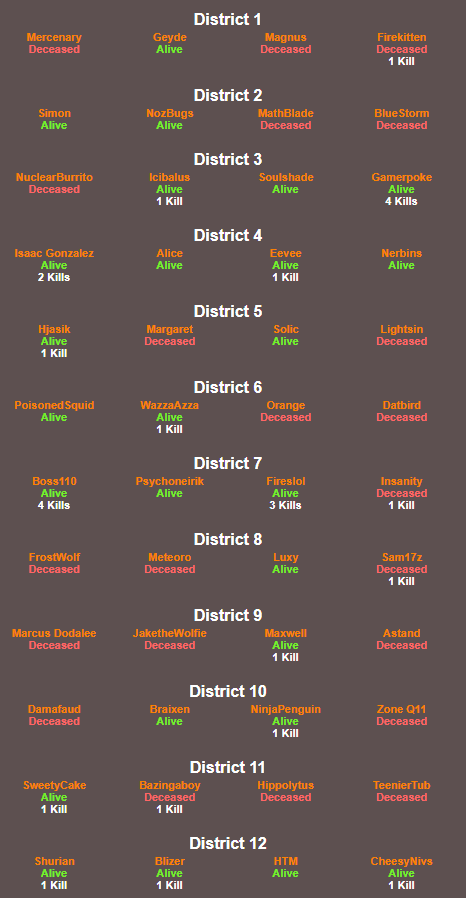 District 1
Mercenary Geyde Magnus Firekitten
Deceased Alive Deceased Deceased
1 Kill
District 2
Simon NozBugs MathBlade BlueStorm
Alive Alive Deceased Deceased
District 3
NuclearBurrito Icibalus Soulshade Gamerpoke
Deceased Alive Alive Alive
1 Kill 4 Kills
District 4
Isaac Gonzalez Alice Eevee Nerbins
Alive Alive Alive Alive
2 Kills 1 Kill
District 5
Hjasik Margaret Solic Lightsin
Alive Deceased Alive Deceased
1 Kill
District 6
PoisonedSquid WazzaAzza Orange Datbird
Alive Alive Deceased Deceased
1 Kill
District 7
Boss110 Psychoneirik Fireslol Insanity
Alive Alive Alive Deceased
4 Kills 3 Kills 1 Kill
District 8
FrostWolf Meteoro Luxy Sam17z
Deceased Deceased Alive Deceased
1 Kill
District 9
Marcus Dodalee JaketheWolfie Maxwell Astand
Deceased Deceased Alive Deceased
1 Kill
District 10
Damafaud Braixen NinjaPenguin Zone Q11
Deceased Alive Alive Deceased
1 Kill
District 11
SweetyCake Bazingaboy Hippolytus TeenierTub
Alive Deceased Deceased Deceased
1 Kill 1 Kill
District 12
Shurian Blizer HTM CheesyNivs
Alive Alive Alive Alive
1 Kill 1 Kill 1 Kill